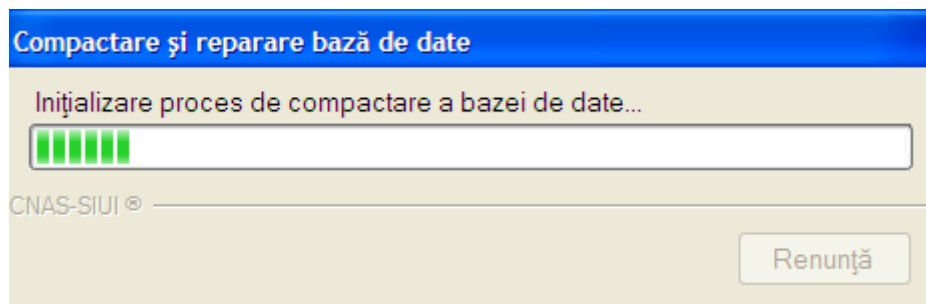 Compactare şi reparare bază de date
Iniţializare proces de compactare a bazei de date...
CNAS-SIUI ®
Renunţă